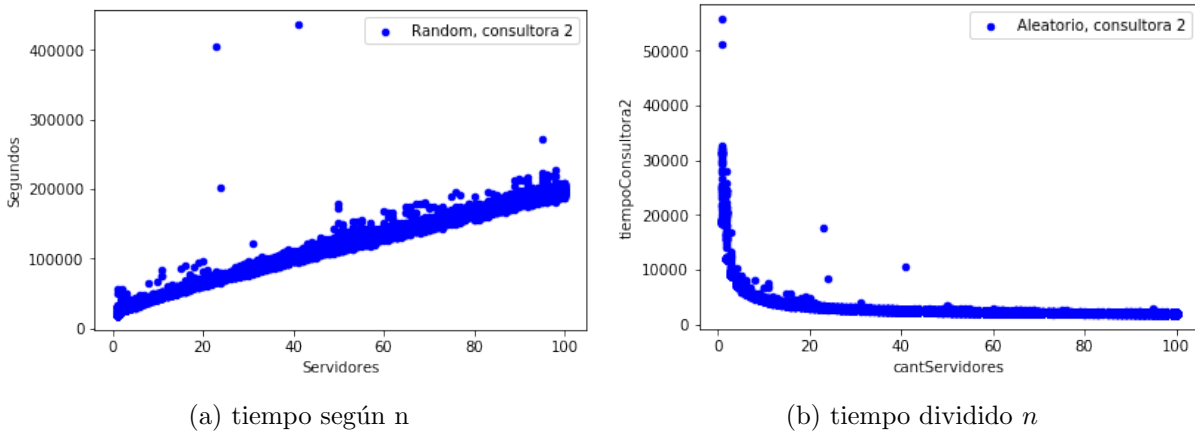 Random, consultora 2
400000
300000
200000
100000
0
Segundos
0 20 40 60 80 100
Servidores
(a) tiempo según n
Aleatorio, consultora 2
50000
40000
30000
20000
10000
0
tiempoConsultora2
0 20 40 60 80 100
cantServidores
(b) tiempo dividido n